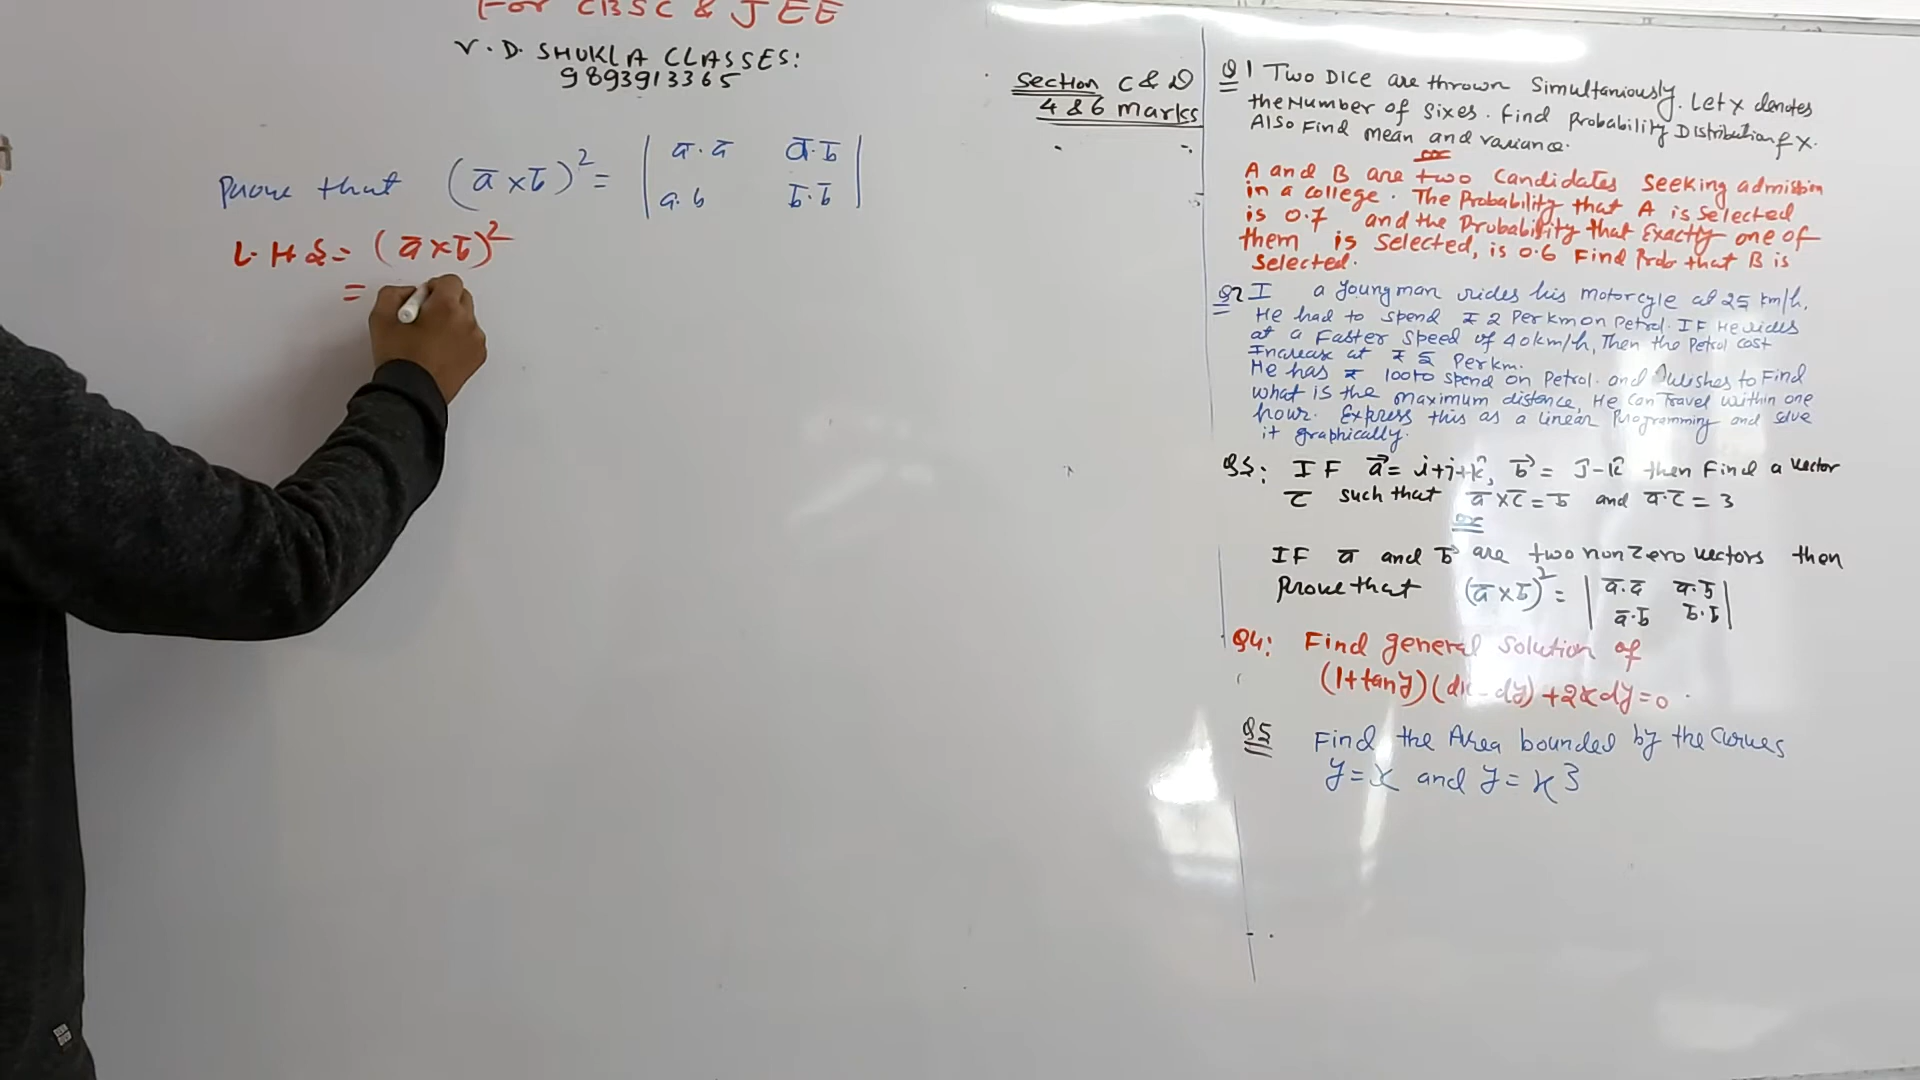 For CBSC & JEE
V. D. SHUKLA CLASSES:
9893913365
Prove that (a̅ × b̅)² = | a̅.a̅ a̅.b̅ |
| a.b b̅.b̅ |
L.H.S = (a̅ × b̅)²
=
Section C & D
4 & 6 marks
Q1 Two Dice are thrown Simultaniously. Let X denotes
the Number of Sixes. Find Probability Distribution of X.
Also Find mean and variance.
or
A and B are two Candidates Seeking admission
in a college. The Probability that A is Selected
is 0.7 and the Probability that Exactly one of
them is Selected, is 0.6 Find Prob that B is
Selected.
Q2 I a Young man rides his motorcyle at 25 km/h,
He had to spend ₹ 2 Per km on Petrol. IF He rides
at a Faster Speed of 40km/h, Then the Petrol cost
Increase at ₹ 5 Per km.
He has ₹ 100 to spend on Petrol. and wishes to Find
what is the maximum distance, He Can Travel within one
hour. Express this as a linear Programming and solve
it graphically.
Q3: IF a⃗ = i+j+k̂, b⃗ = j-k̂ then Find a vector
c̅ such that a̅ × c̅ = b̅ and a̅.c̅ = 3
or
IF a̅ and b⃗ are two non Zero vectors then
Prove that (a̅ × b̅)² = | a̅.a̅ a̅.b̅ |
| a̅.b̅ b̅.b̅ |
Q4: Find general Solution of
(1+tany)(dx-dy)+2xdy=0
Q5 Find the Area bounded by the curves
y=x and y=x3